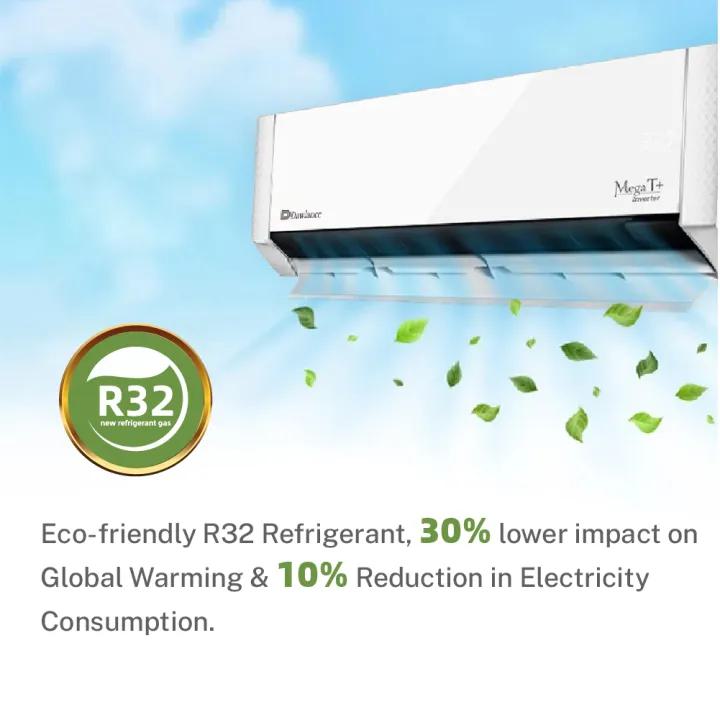 Mega T+
Inverter
Dawlance
R32
new refrigerant gas
Eco-friendly R32 Refrigerant, 30% lower impact on
Global Warming & 10% Reduction in Electricity
Consumption.